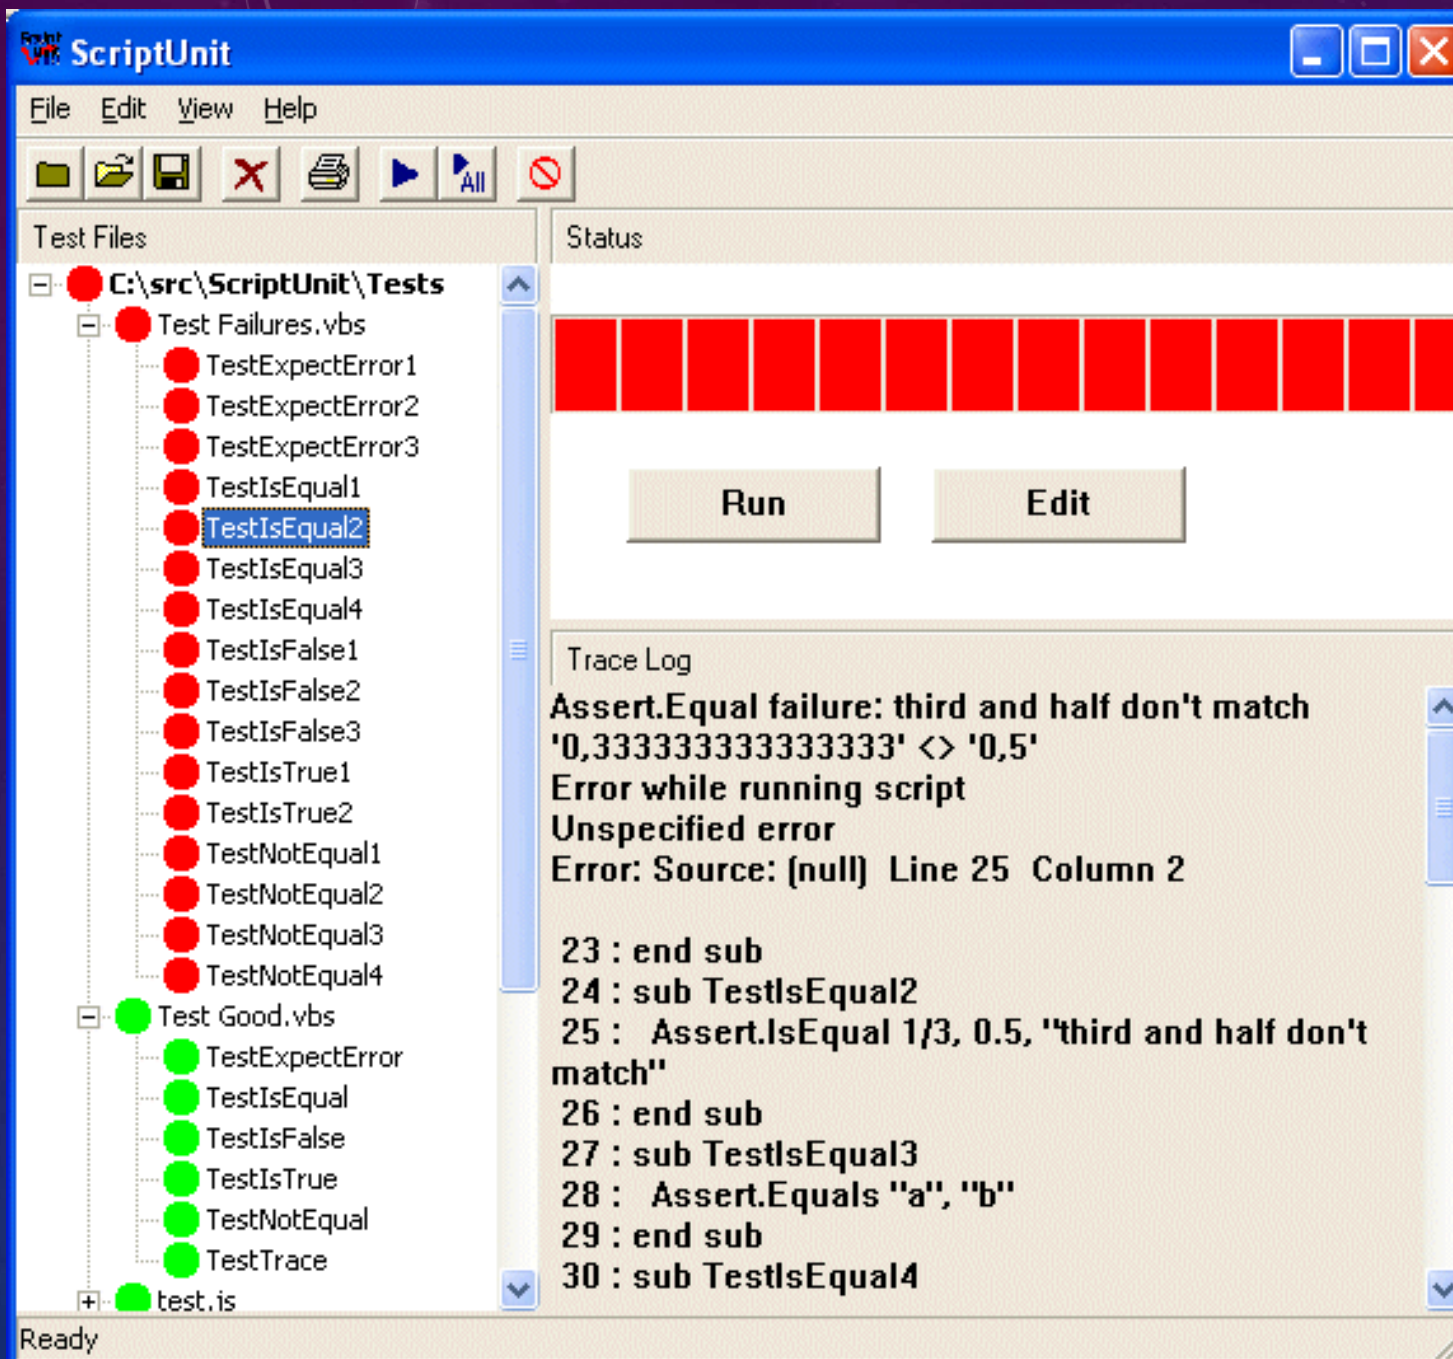 ScriptUnit
File Edit View Help
All
Test Files
C:\src\ScriptUnit\Tests
Test Failures.vbs
TestExpectError1
TestExpectError2
TestExpectError3
TestIsEqual1
TestIsEqual2
TestIsEqual3
TestIsEqual4
TestIsFalse1
TestIsFalse2
TestIsFalse3
TestIsTrue1
TestIsTrue2
TestNotEqual1
TestNotEqual2
TestNotEqual3
TestNotEqual4
Test Good.vbs
TestExpectError
TestIsEqual
TestIsFalse
TestIsTrue
TestNotEqual
TestTrace
test.js
Status
Run Edit
Trace Log
Assert.Equal failure: third and half don't match
'0,333333333333333' <> '0,5'
Error while running script
Unspecified error
Error: Source: (null) Line 25 Column 2
23 : end sub
24 : sub TestIsEqual2
25 : Assert.IsEqual 1/3, 0.5, "third and half don't
match"
26 : end sub
27 : sub TestIsEqual3
28 : Assert.Equals "a", "b"
29 : end sub
30 : sub TestIsEqual4
Ready